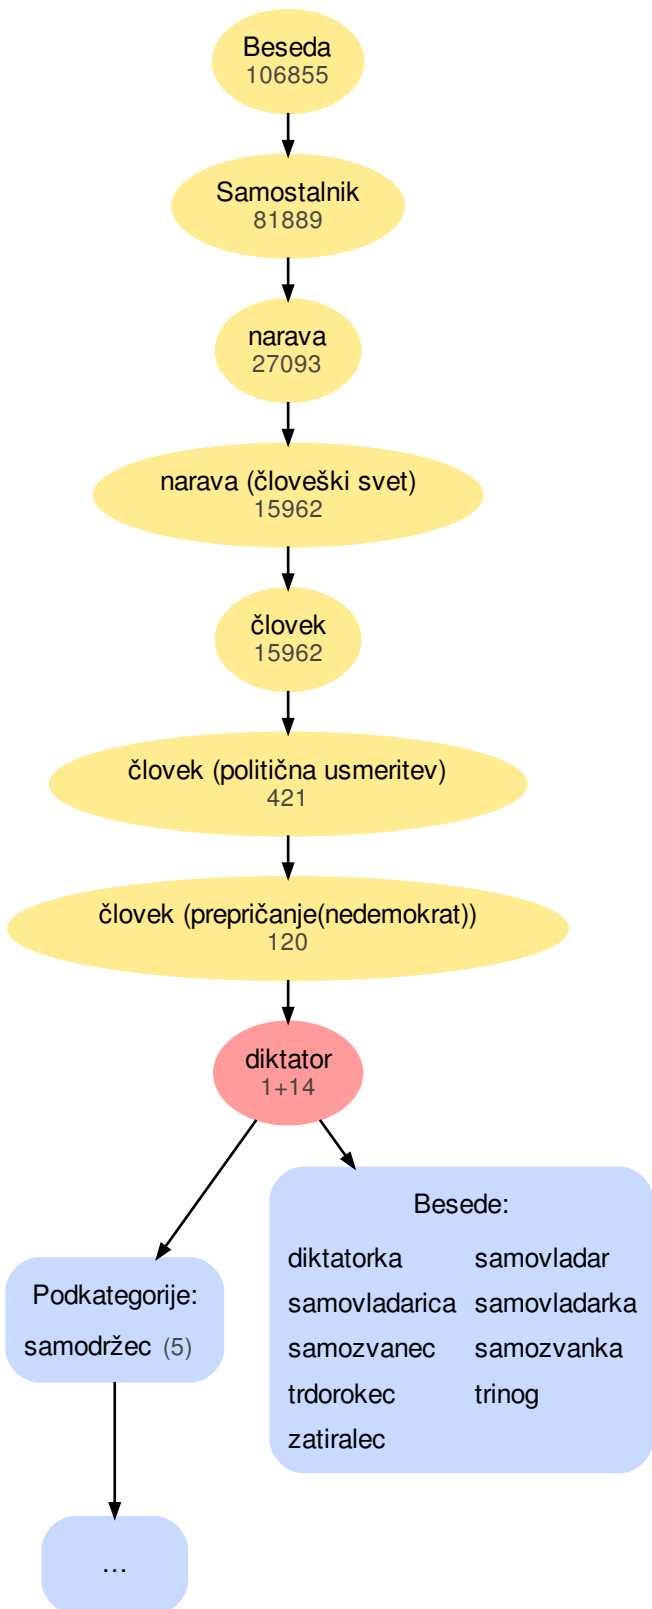 Beseda
106855
Samostalnik
81889
narava
27093
narava (človeški svet)
15962
človek
15962
človek (politična usmeritev)
421
človek (prepričanje(nedemokrat))
120
diktator
1+14
Podkategorije:
samodržec (5)
...
Besede:
diktatorka samovladar
samovladarica samovladarka
samozvanec samozvanka
trdorokec trinog
zatiralec